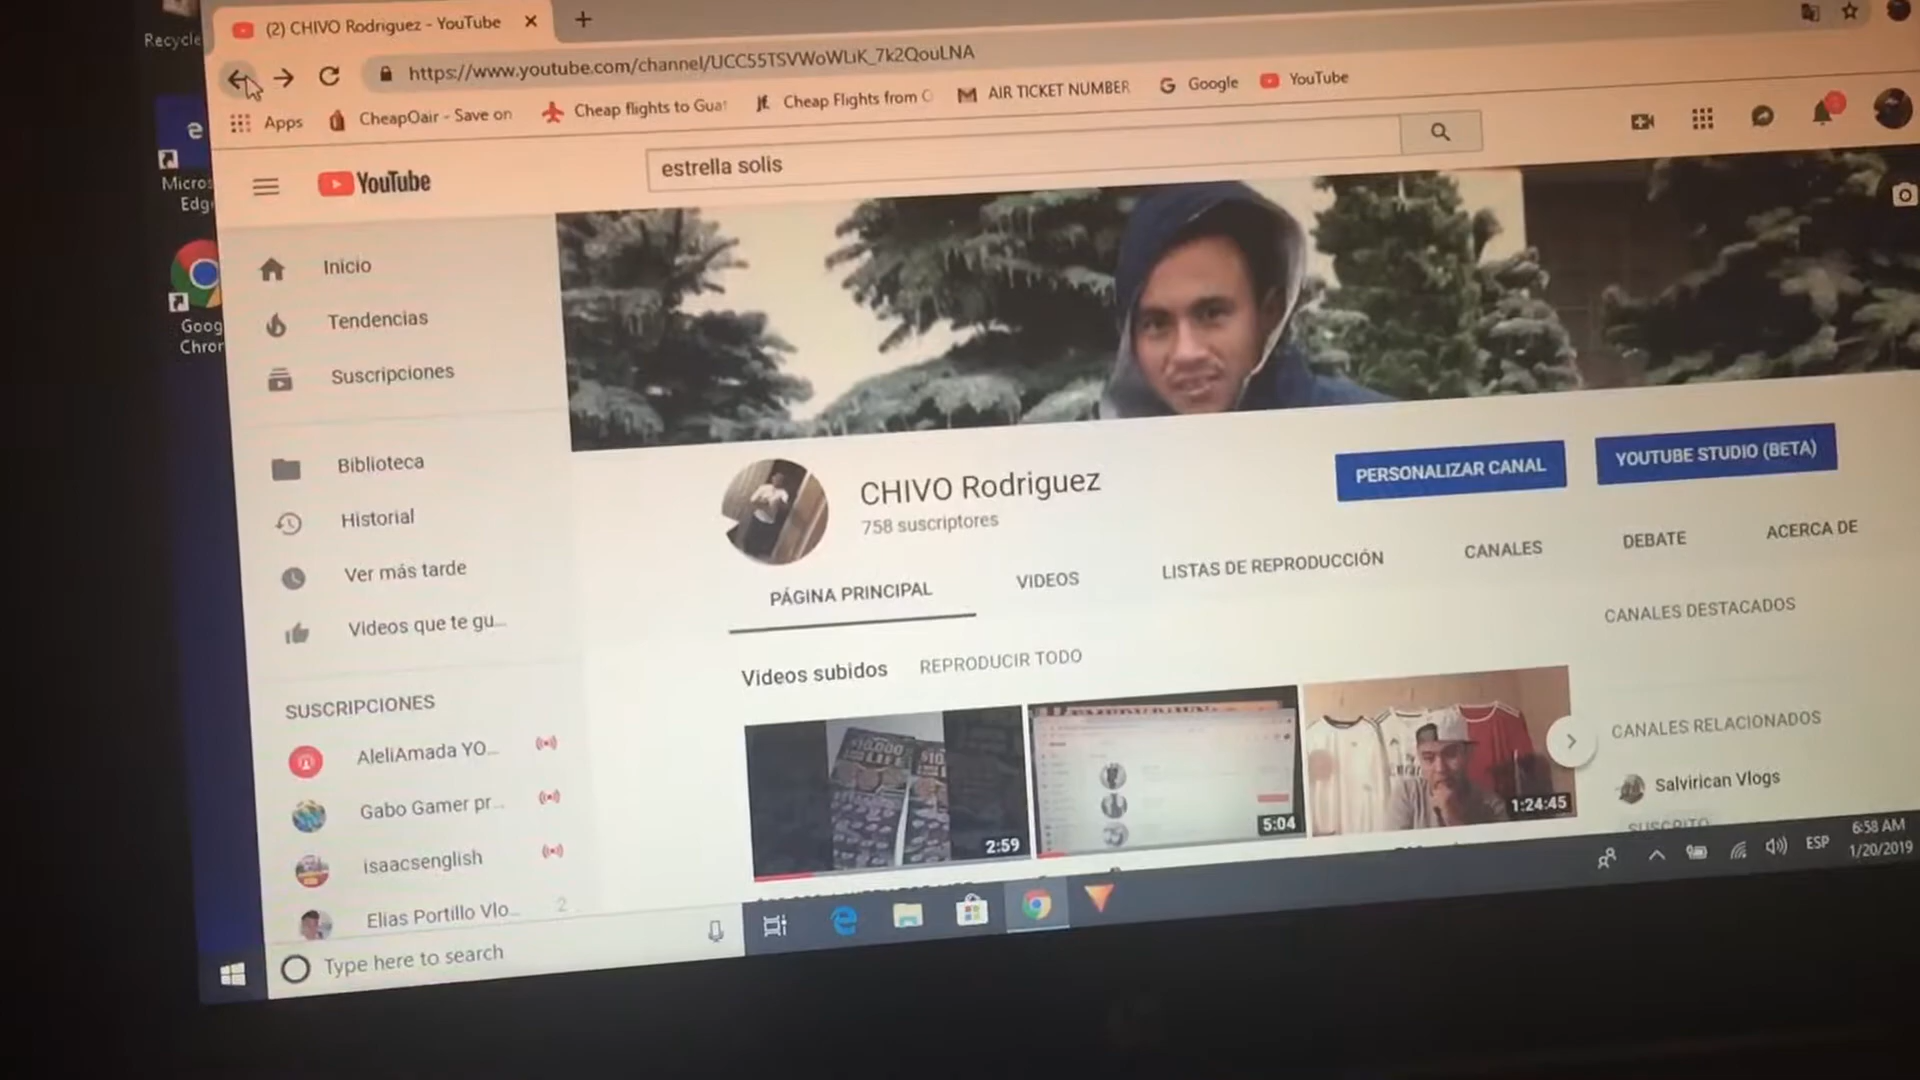 Recycle
(2) CHIVO Rodriguez - YouTube
https://www.youtube.com/channel/UCC55TSVWoWLiK_7k2QouLNA
Apps
CheapOair - Save on
Cheap flights to Gua
Cheap Flights from
AIR TICKET NUMBER
Google
YouTube
YouTube
estrella solis
Micros
Edg
Goog
Chrom
Inicio
Tendencias
Suscripciones
Biblioteca
Historial
Ver más tarde
Videos que te gu...
SUSCRIPCIONES
AleliAmada YO...
Gabo Gamer pr...
isaacsenglish
Elias Portillo Vlo...
2
CHIVO Rodriguez
758 suscriptores
PERSONALIZAR CANAL
YOUTUBE STUDIO (BETA)
PÁGINA PRINCIPAL
VIDEOS
LISTAS DE REPRODUCCIÓN
CANALES
DEBATE
ACERCA DE
Videos subidos
REPRODUCIR TODO
CANALES DESTACADOS
CANALES RELACIONADOS
Salvirican Vlogs
SUSCRITO
$10,000
2:59
5:04
1:24:45
Type here to search
ESP
6:58 AM
1/20/2019